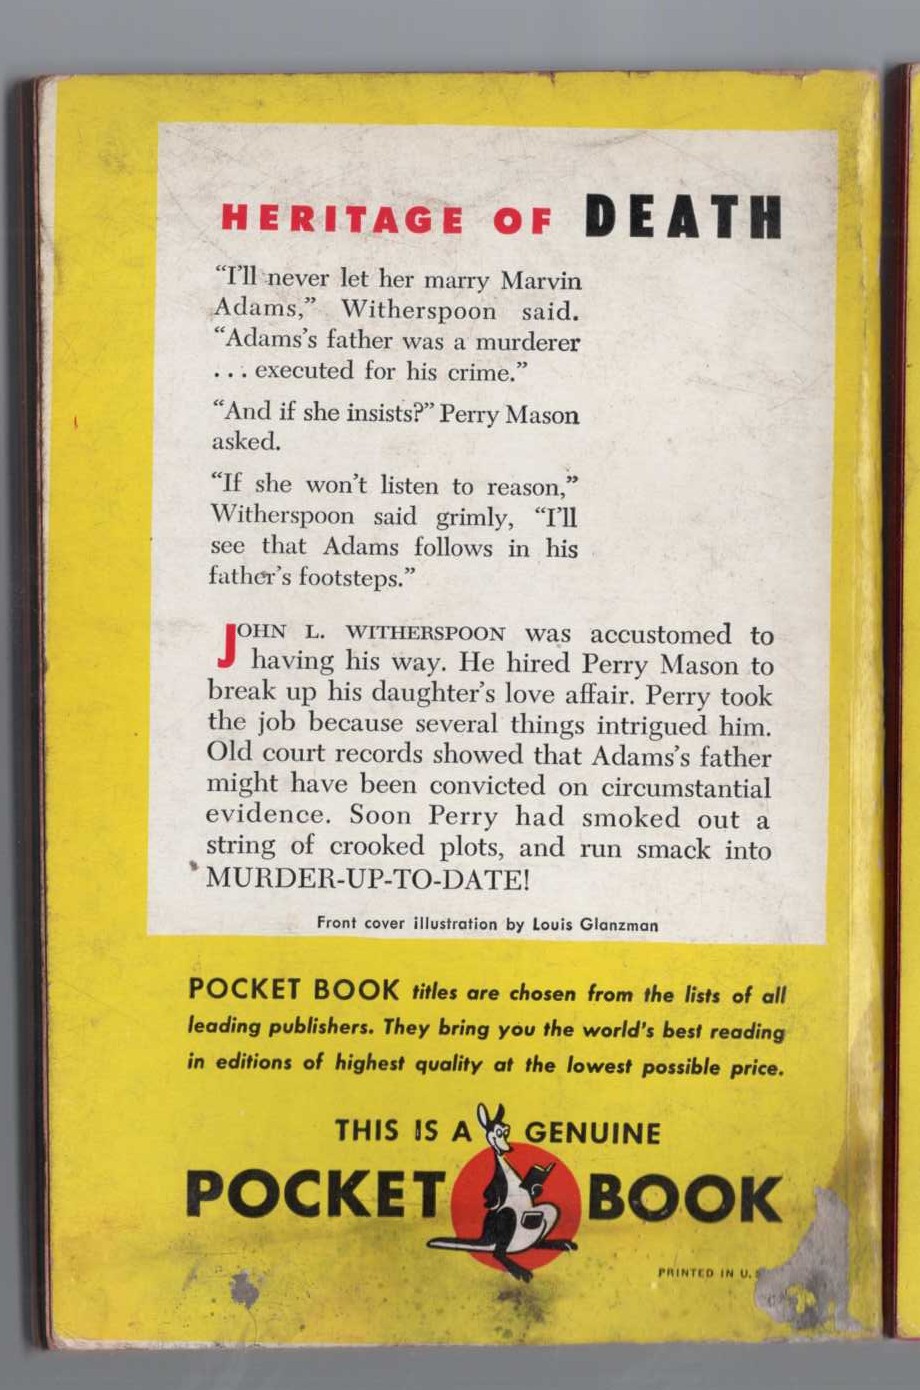 HERITAGE OF DEATH
“I’ll never let her marry Marvin
Adams,” Witherspoon said.
“Adams’s father was a murderer
. . . executed for his crime.”
“And if she insists?” Perry Mason
asked.
“If she won’t listen to reason,”
Witherspoon said grimly, “I’ll
see that Adams follows in his
father’s footsteps.”
JOHN L. WITHERSPOON was accustomed to
having his way. He hired Perry Mason to
break up his daughter’s love affair. Perry took
the job because several things intrigued him.
Old court records showed that Adams’s father
might have been convicted on circumstantial
evidence. Soon Perry had smoked out a
string of crooked plots, and run smack into
MURDER-UP-TO-DATE!
Front cover illustration by Louis Glanzman
POCKET BOOK titles are chosen from the lists of all
leading publishers. They bring you the world’s best reading
in editions of highest quality at the lowest possible price.
THIS IS A GENUINE
POCKET BOOK
PRINTED IN U.